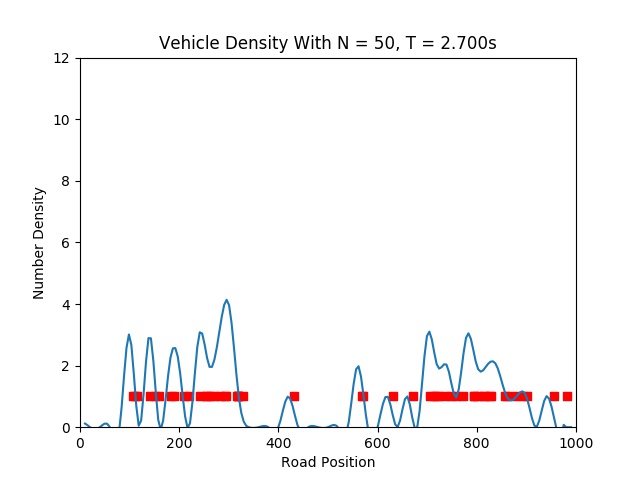 Vehicle Density With N = 50, T = 2.700s
12
10
8
6
4
2
0
Number Density
0 200 400 600 800 1000
Road Position